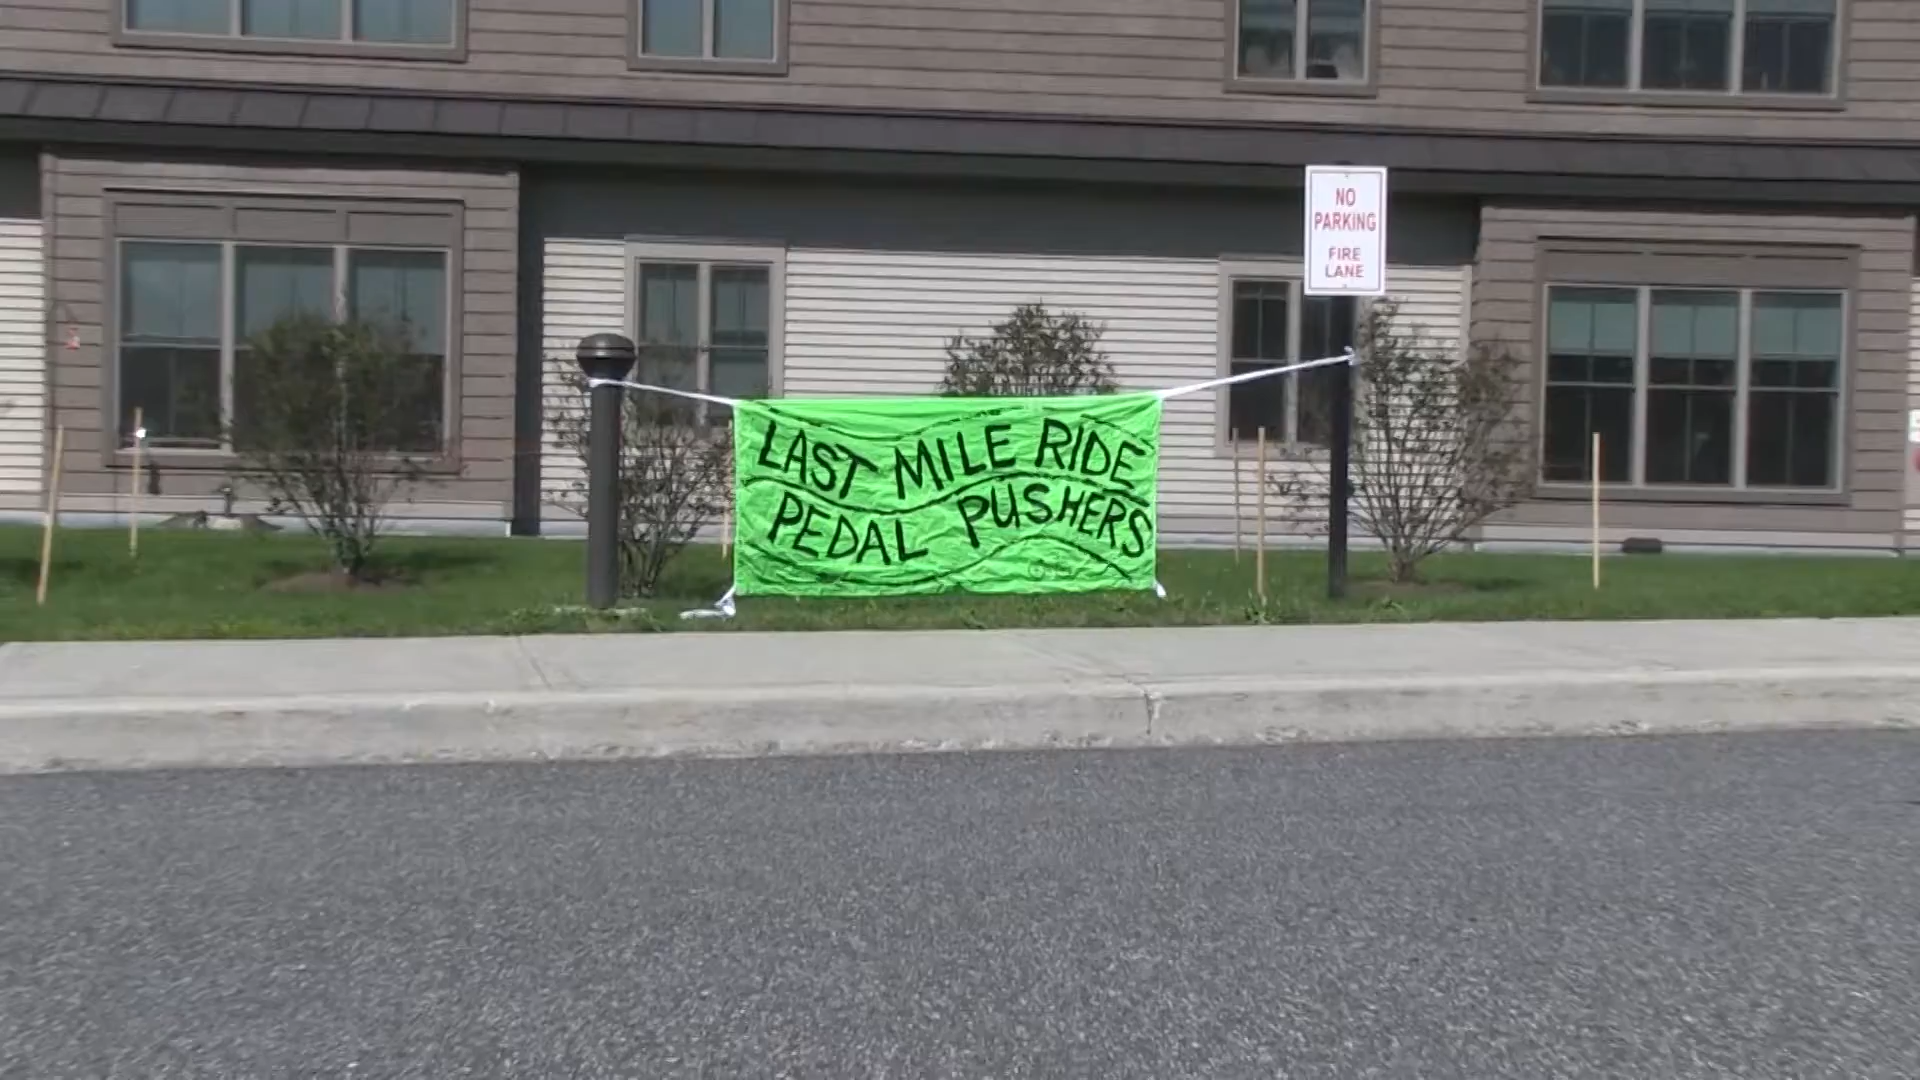 NO
PARKING
FIRE
LANE
LAST MILE RIDE
PEDAL PUSHERS